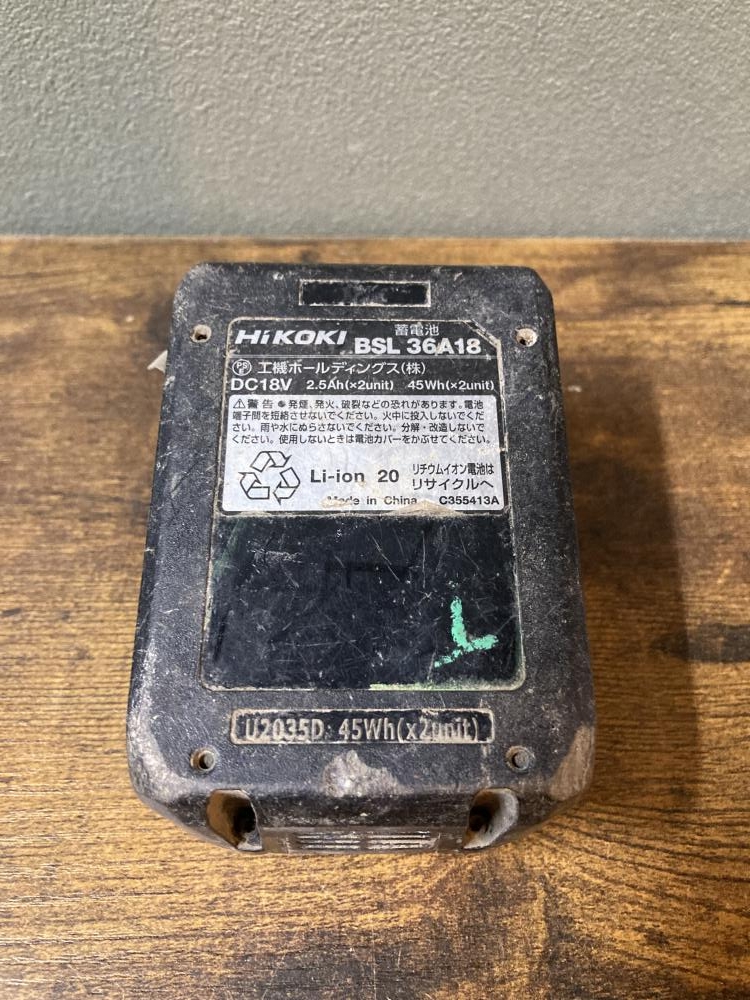 HiKOKI 蓄電池
BSL 36A18
PSE 工機ホールディングス(株)
DC18V 2.5Ah(×2unit) 45Wh(×2unit)
⚠警告 ●発煙、発火、破裂などの恐れがあります。電池
端子間を短絡させないでください。火中に投入しないでくだ
さい。雨や水にぬらさないでください。分解・改造しないで
ください。使用しないときは電池カバーをかぶせてください。
Li-ion 20 リチウムイオン電池は
リサイクルへ
Made in China C355413A
U2035D 45Wh(x2unit)